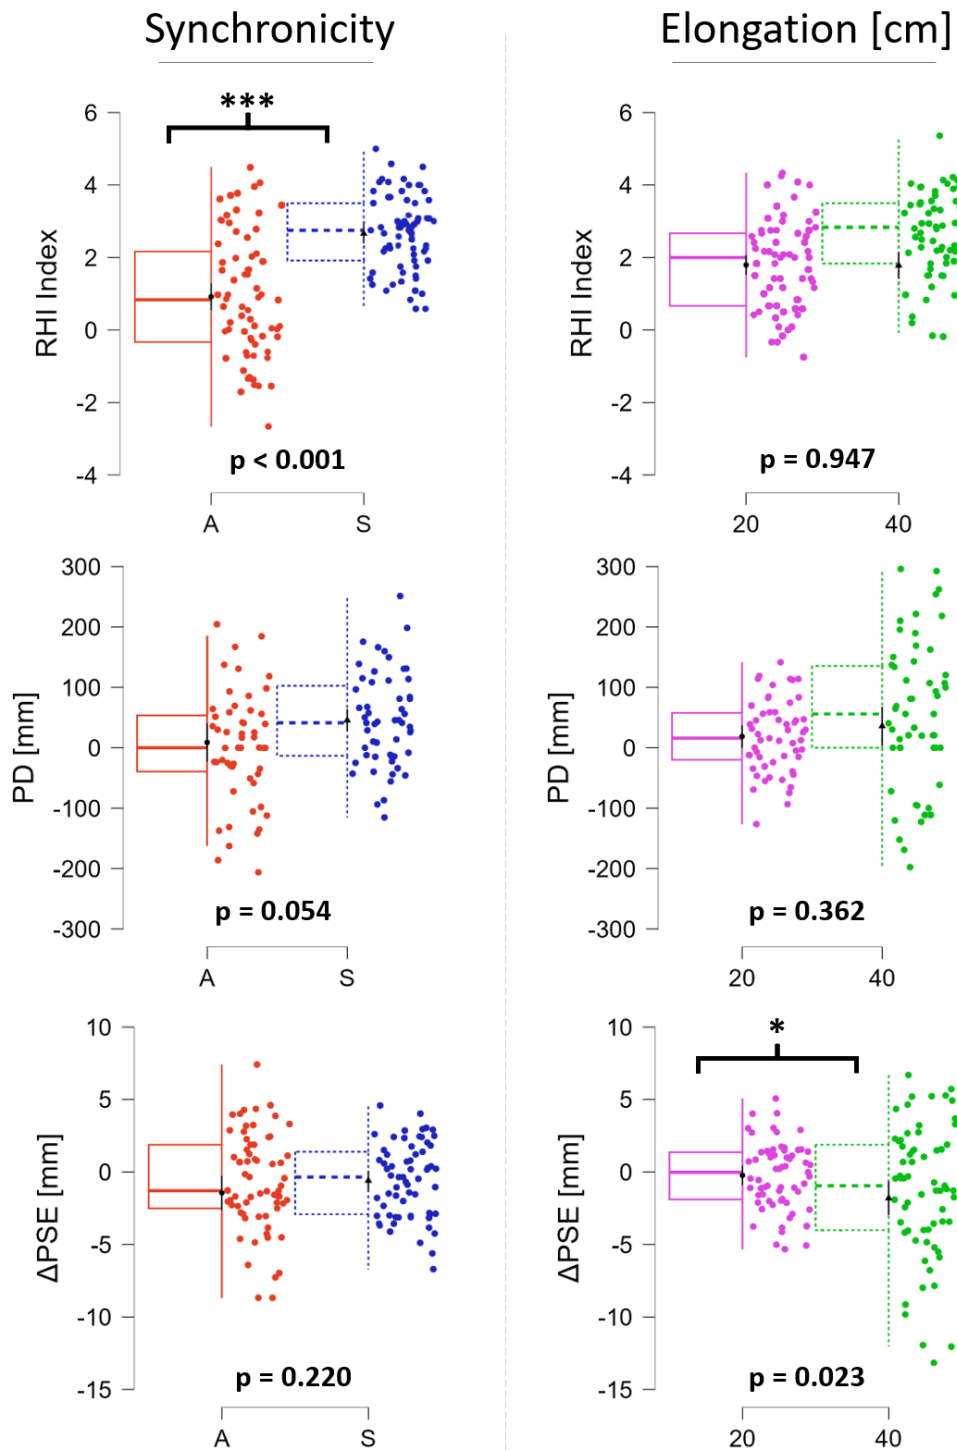 Synchronicity
Elongation [cm]
***
6
4
2
0
-2
-4
RHI Index
p < 0.001
A
S
6
4
2
0
-2
-4
RHI Index
p = 0.947
20
40
300
200
100
0
-100
-200
-300
PD [mm]
p = 0.054
A
S
300
200
100
0
-100
-200
-300
PD [mm]
p = 0.362
20
40
10
5
0
-5
-10
-15
ΔPSE [mm]
p = 0.220
A
S
*
10
5
0
-5
-10
-15
ΔPSE [mm]
p = 0.023
20
40